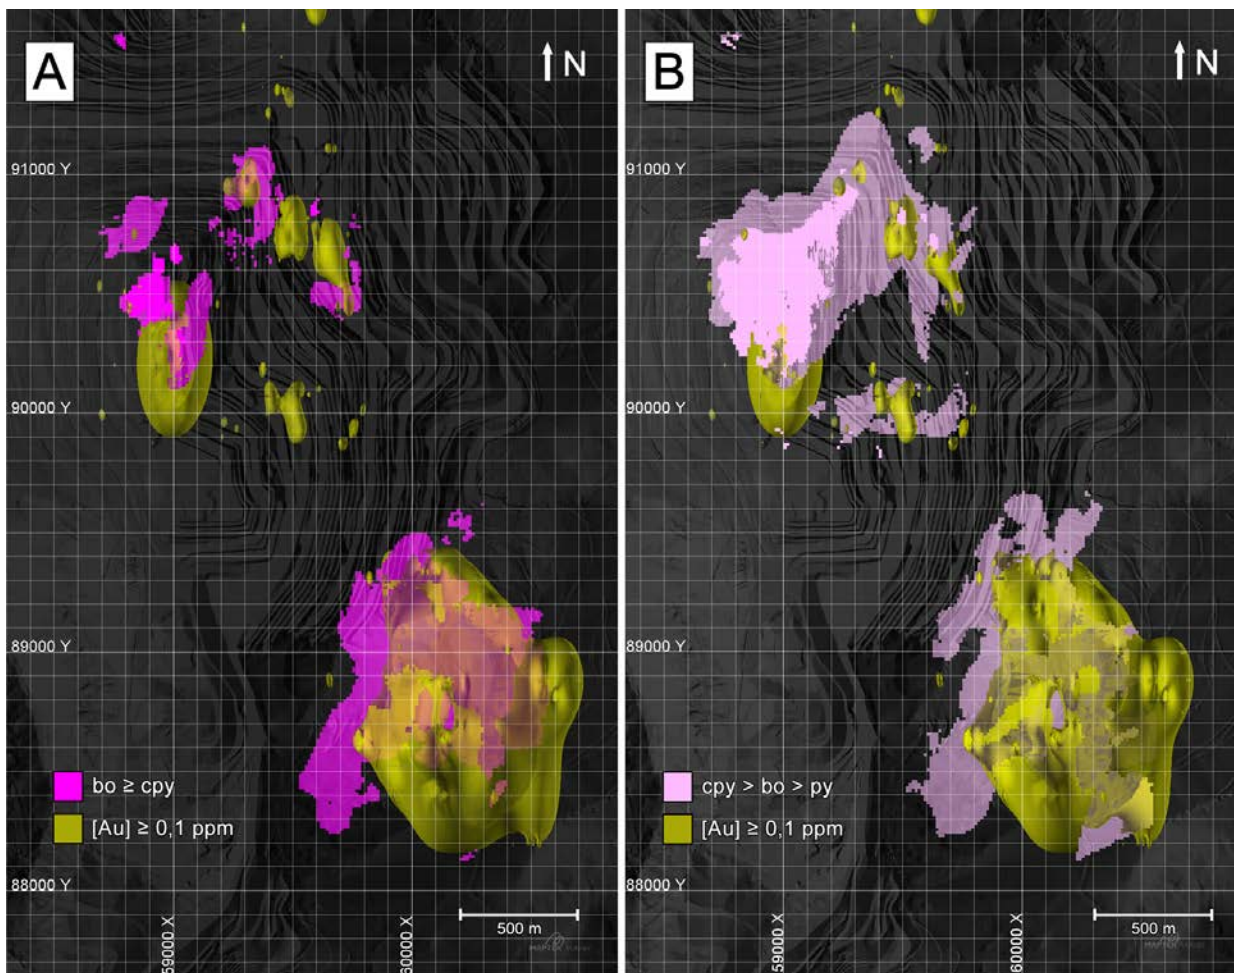 A
N
91000 Y
90000 Y
89000 Y
bo ≥ cpy
[Au] ≥ 0,1 ppm
88000 Y
59000 X
60000 X
500 m
B
N
91000 Y
90000 Y
89000 Y
cpy > bo > py
[Au] ≥ 0,1 ppm
88000 Y
59000 X
60000 X
500 m